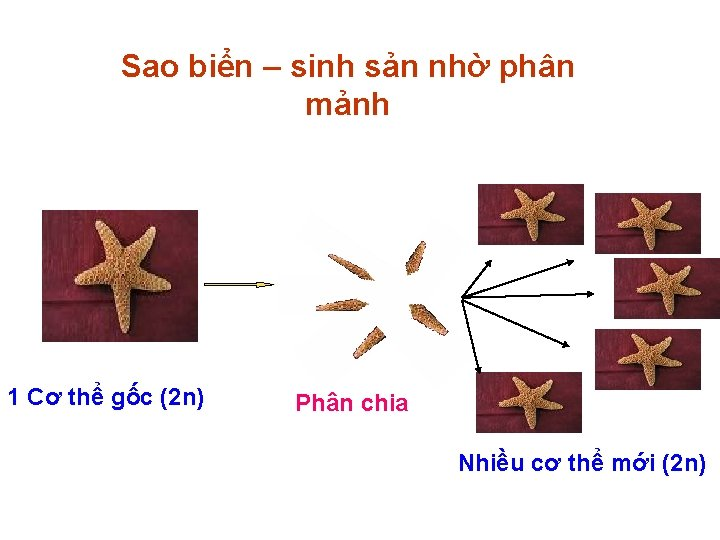 Sao biển – sinh sản nhờ phân
mảnh
1 Cơ thể gốc (2n)
Phân chia
Nhiều cơ thể mới (2n)